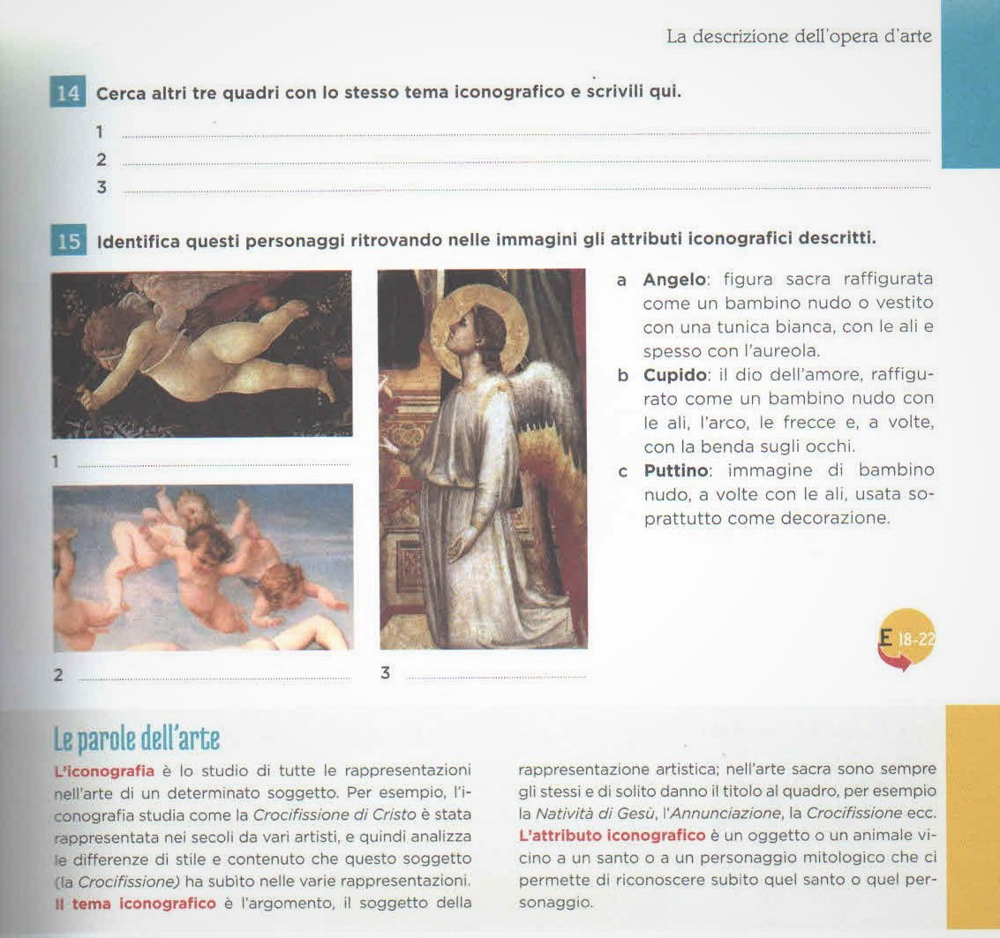 La descrizione dell'opera d'arte
14 Cerca altri tre quadri con lo stesso tema iconografico e scrivili qui.
1
2
3
15 Identifica questi personaggi ritrovando nelle immagini gli attributi iconografici descritti.
1
2
3
a Angelo: figura sacra raffigurata
come un bambino nudo o vestito
con una tunica bianca, con le ali e
spesso con l'aureola.
b Cupido: il dio dell'amore, raffigu-
rato come un bambino nudo con
le ali, l'arco, le frecce e, a volte,
con la benda sugli occhi.
c Puttino: immagine di bambino
nudo, a volte con le ali, usata so-
prattutto come decorazione.
E 18-22
Le parole dell'arte
L'iconografia è lo studio di tutte le rappresentazioni
nell'arte di un determinato soggetto. Per esempio, l'i-
conografia studia come la Crocifissione di Cristo è stata
rappresentata nei secoli da vari artisti, e quindi analizza
le differenze di stile e contenuto che questo soggetto
(la Crocifissione) ha subìto nelle varie rappresentazioni.
Il tema iconografico è l'argomento, il soggetto della
rappresentazione artistica; nell'arte sacra sono sempre
gli stessi e di solito danno il titolo al quadro, per esempio
la Natività di Gesù, l'Annunciazione, la Crocifissione ecc.
L'attributo iconografico è un oggetto o un animale vi-
cino a un santo o a un personaggio mitologico che ci
permette di riconoscere subito quel santo o quel per-
sonaggio.